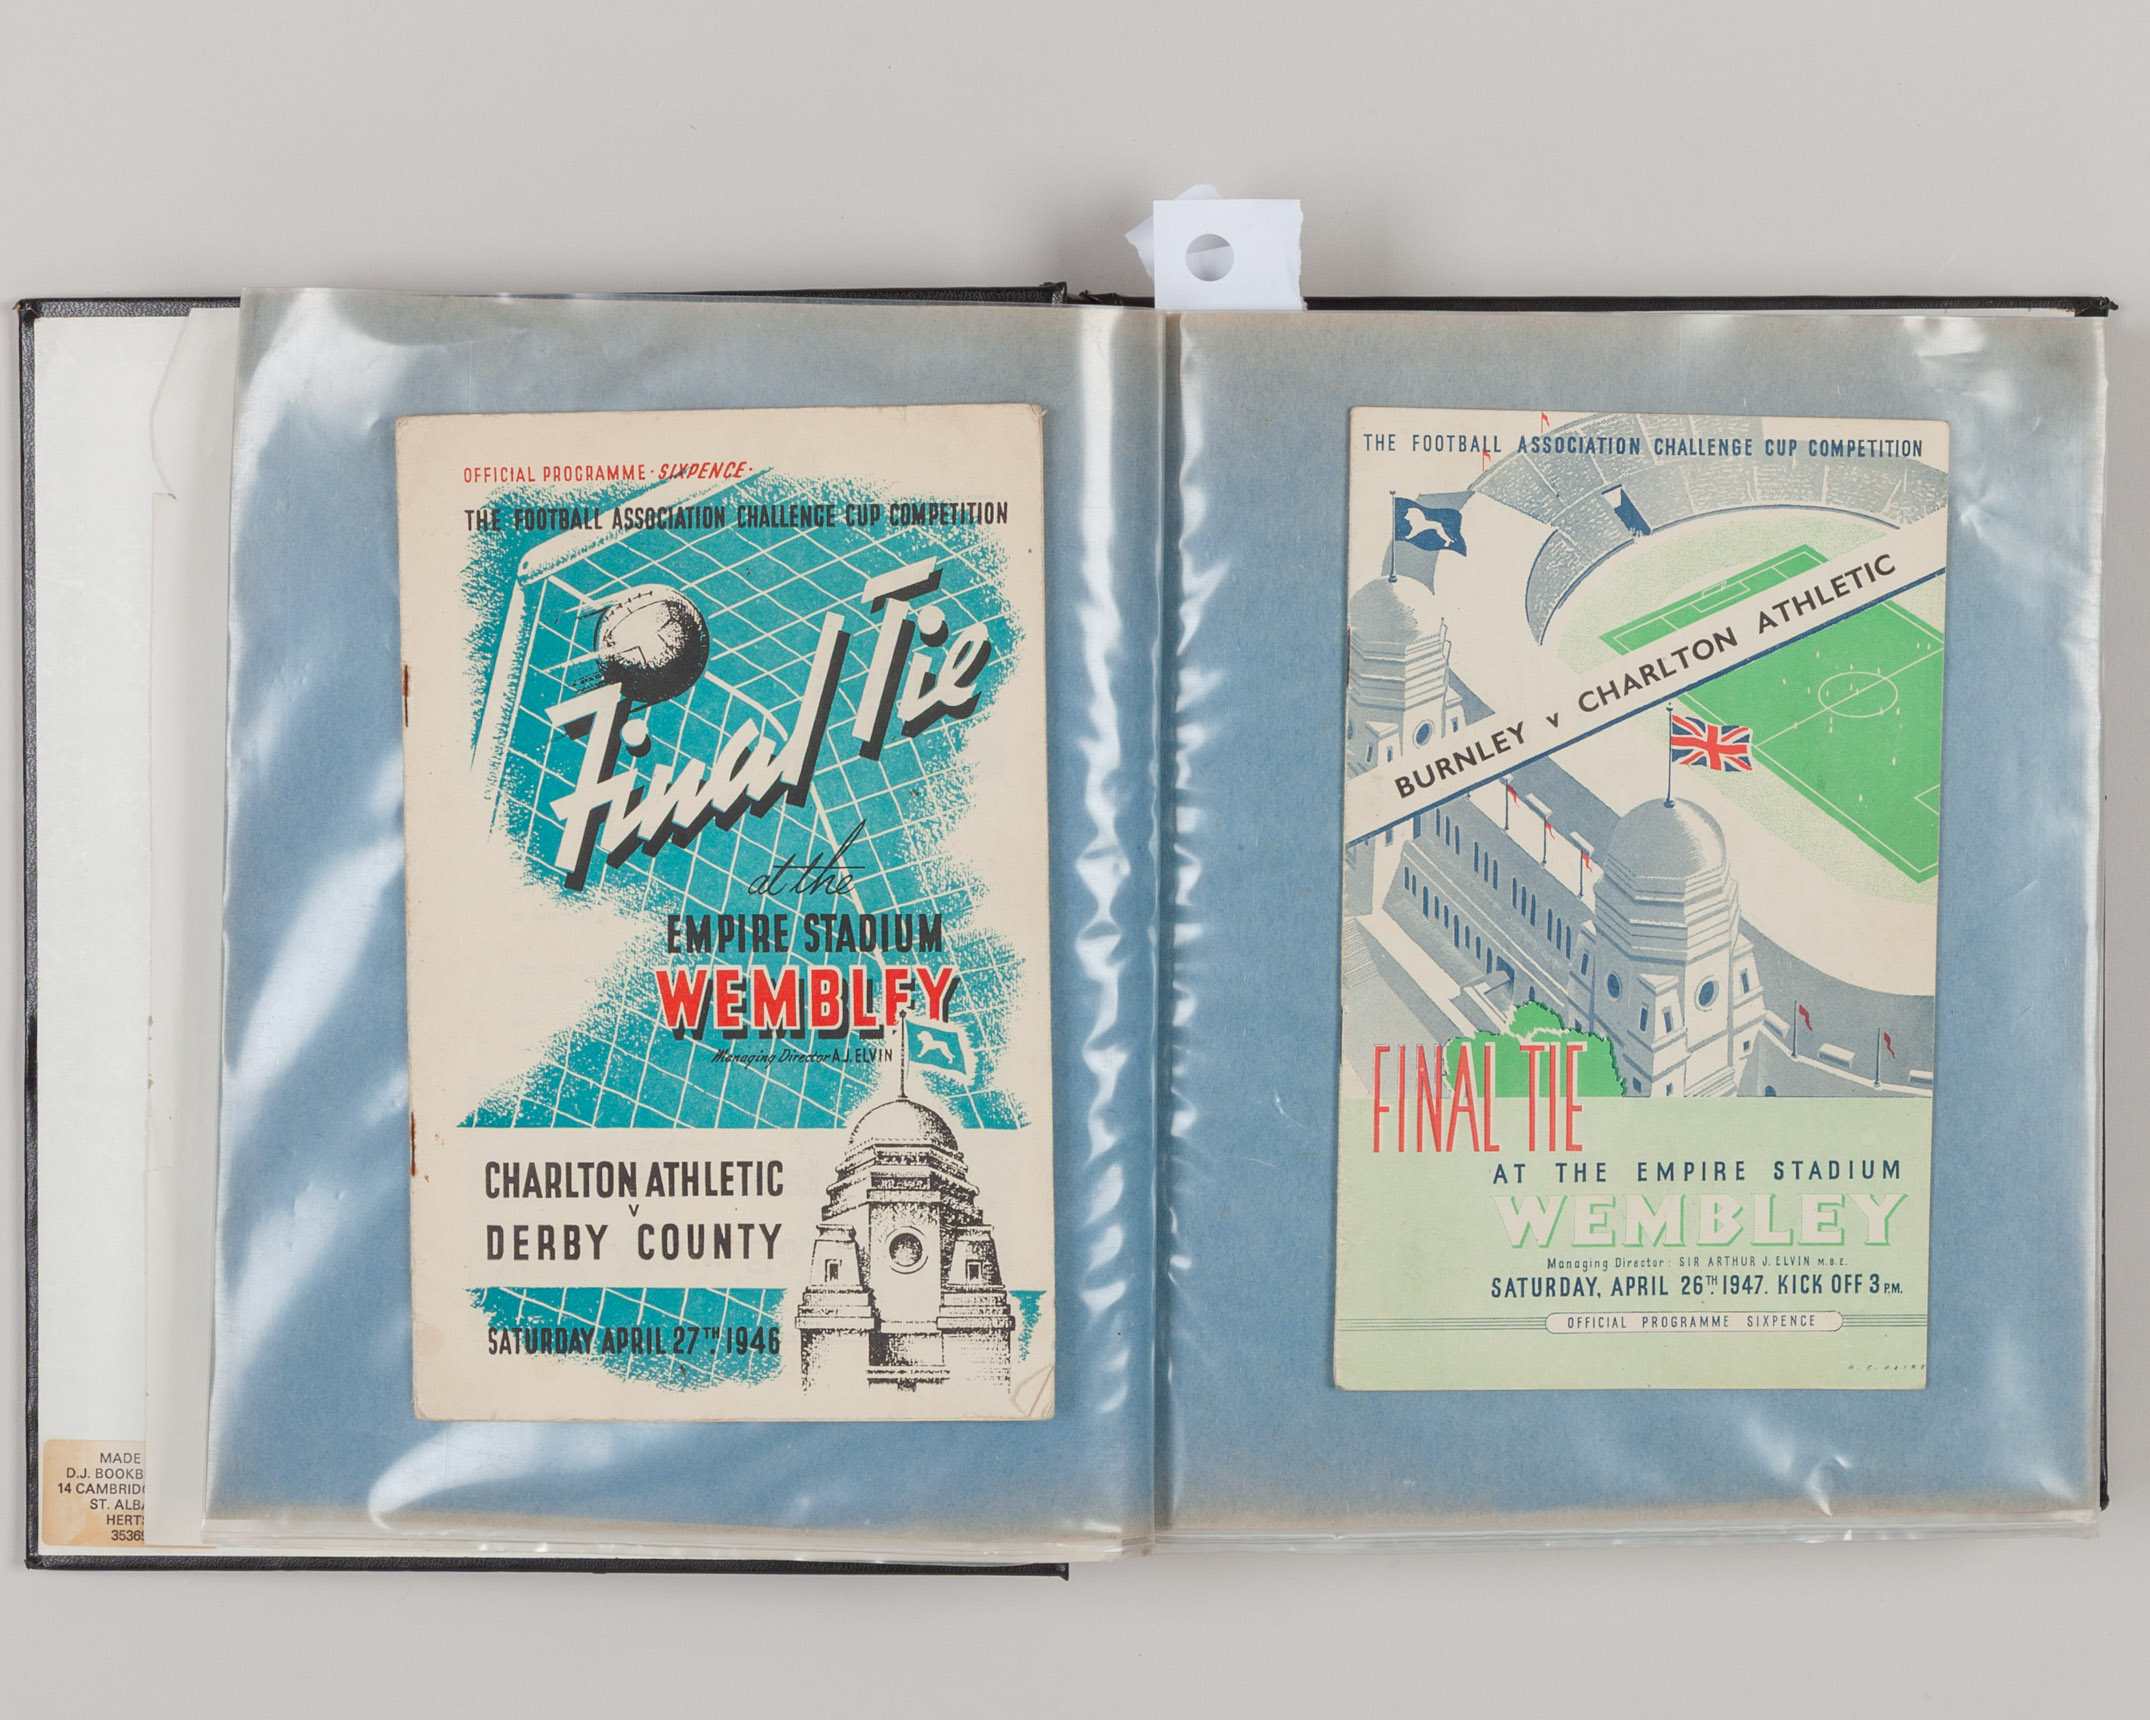 OFFICIAL PROGRAMME · SIXPENCE ·
THE FOOTBALL ASSOCIATION CHALLENGE CUP COMPETITION
Final Tie
at the
EMPIRE STADIUM
WEMBLEY
Managing Director A.J. ELVIN
CHARLTON ATHLETIC
v
DERBY COUNTY
SATURDAY APRIL 27TH. 1946
MADE
D.J. BOOKB
14 CAMBRIDG
ST. ALBA
HERTS
3536
THE FOOTBALL ASSOCIATION CHALLENGE CUP COMPETITION
BURNLEY v CHARLTON ATHLETIC
FINAL TIE
AT THE EMPIRE STADIUM
WEMBLEY
Managing Director: SIR ARTHUR J. ELVIN M.B.E.
SATURDAY, APRIL 26TH. 1947. KICK OFF 3 P.M.
OFFICIAL PROGRAMME SIXPENCE